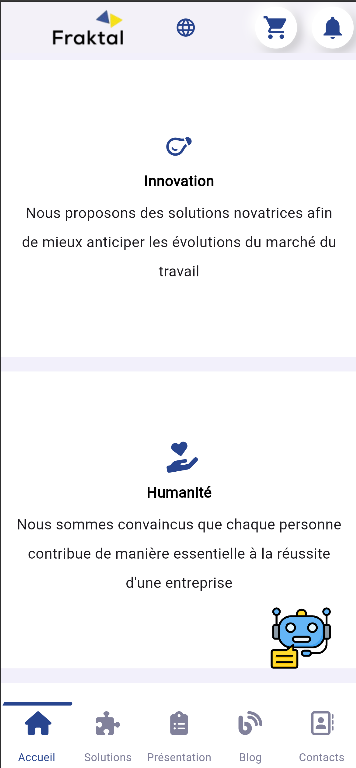 Fraktal
Innovation
Nous proposons des solutions novatrices afin
de mieux anticiper les évolutions du marché du
travail
Humanité
Nous sommes convaincus que chaque personne
contribue de manière essentielle à la réussite
d'une entreprise
Accueil Solutions Présentation Blog Contacts